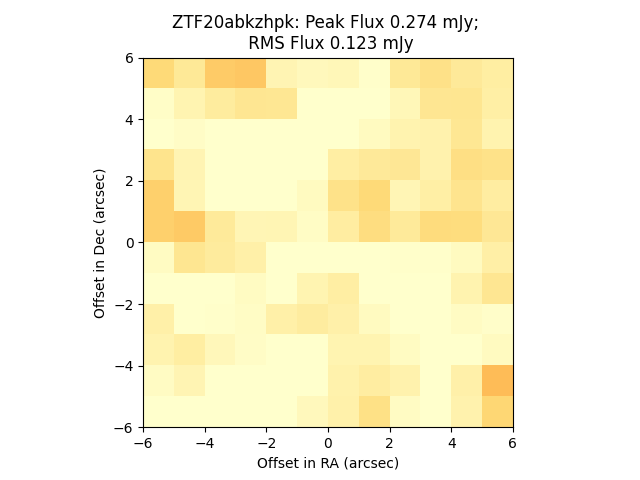 ZTF20abkzhpk: Peak Flux 0.274 mJy;
RMS Flux 0.123 mJy
6
4
2
0
−2
−4
−6
Offset in Dec (arcsec)
−6 −4 −2 0 2 4 6
Offset in RA (arcsec)